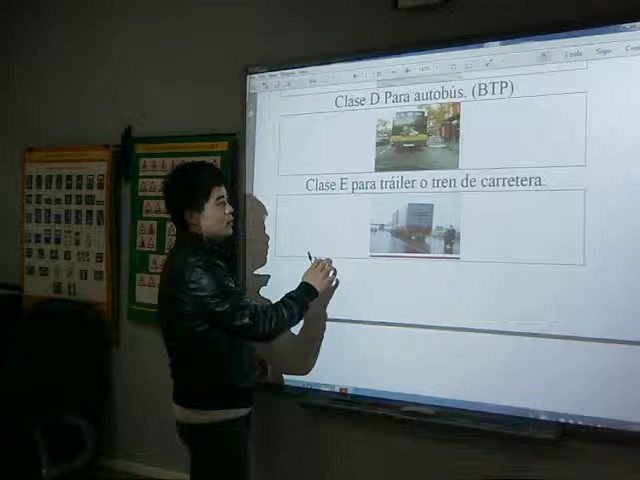 Clase D Para autobús. (BTP)
Clase E para tráiler o tren de carretera.